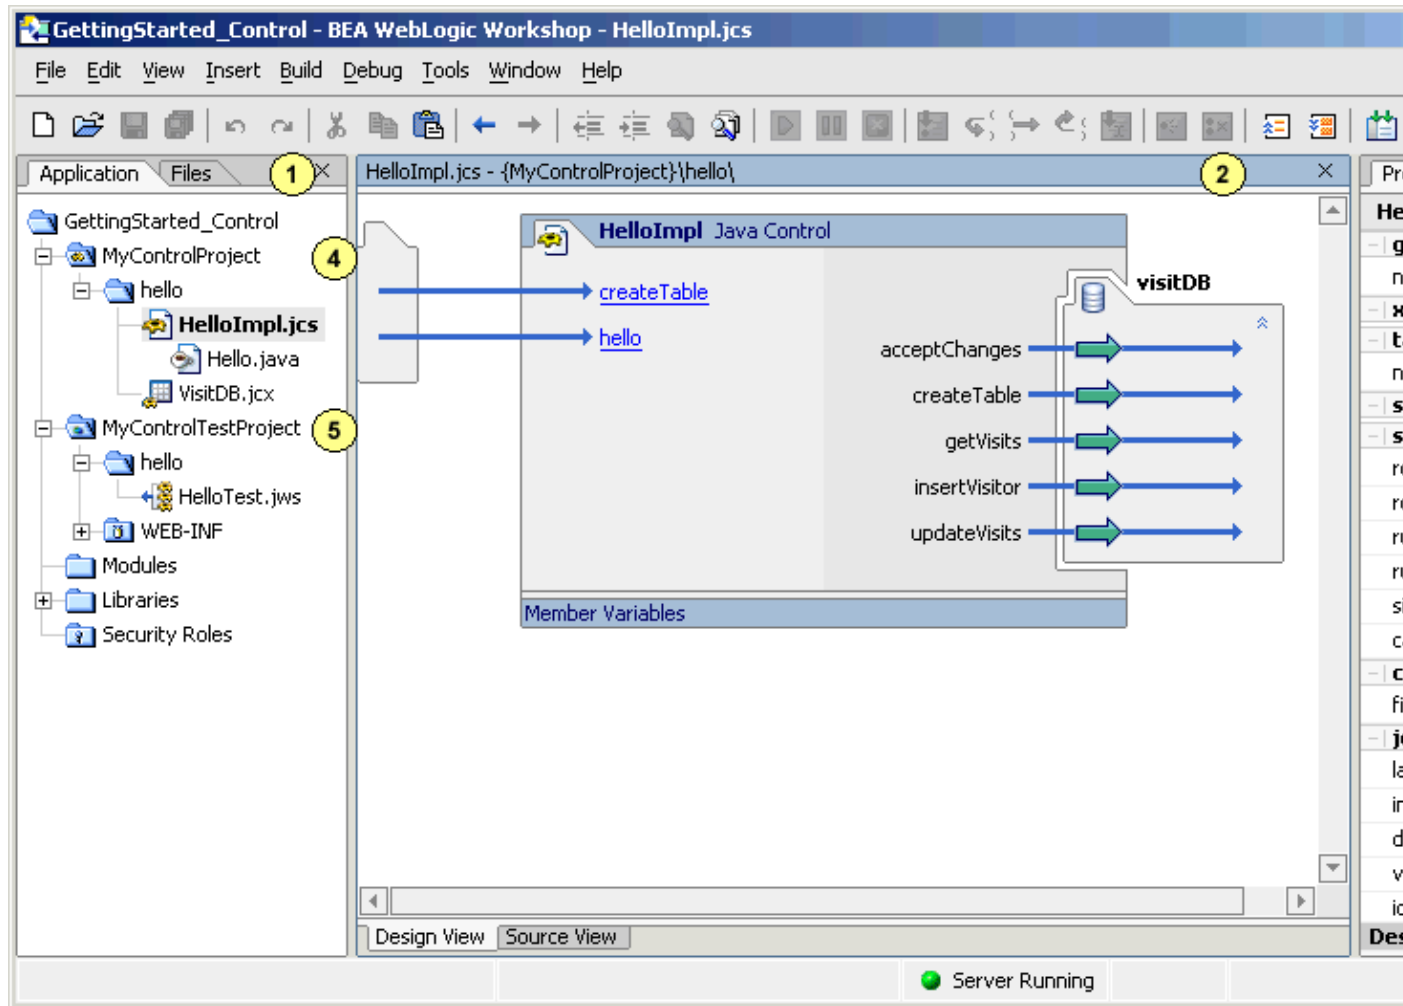 GettingStarted_Control - BEA WebLogic Workshop - HelloImpl.jcs
File Edit View Insert Build Debug Tools Window Help
Application Files 1
HelloImpl.jcs - {MyControlProject}\hello\ 2
GettingStarted_Control
MyControlProject 4
hello
HelloImpl.jcs
Hello.java
VisitDB.jcx
MyControlTestProject 5
hello
HelloTest.jws
WEB-INF
Modules
Libraries
Security Roles
HelloImpl Java Control
createTable
hello
visitDB
acceptChanges
createTable
getVisits
insertVisitor
updateVisits
Member Variables
Design View Source View
Server Running